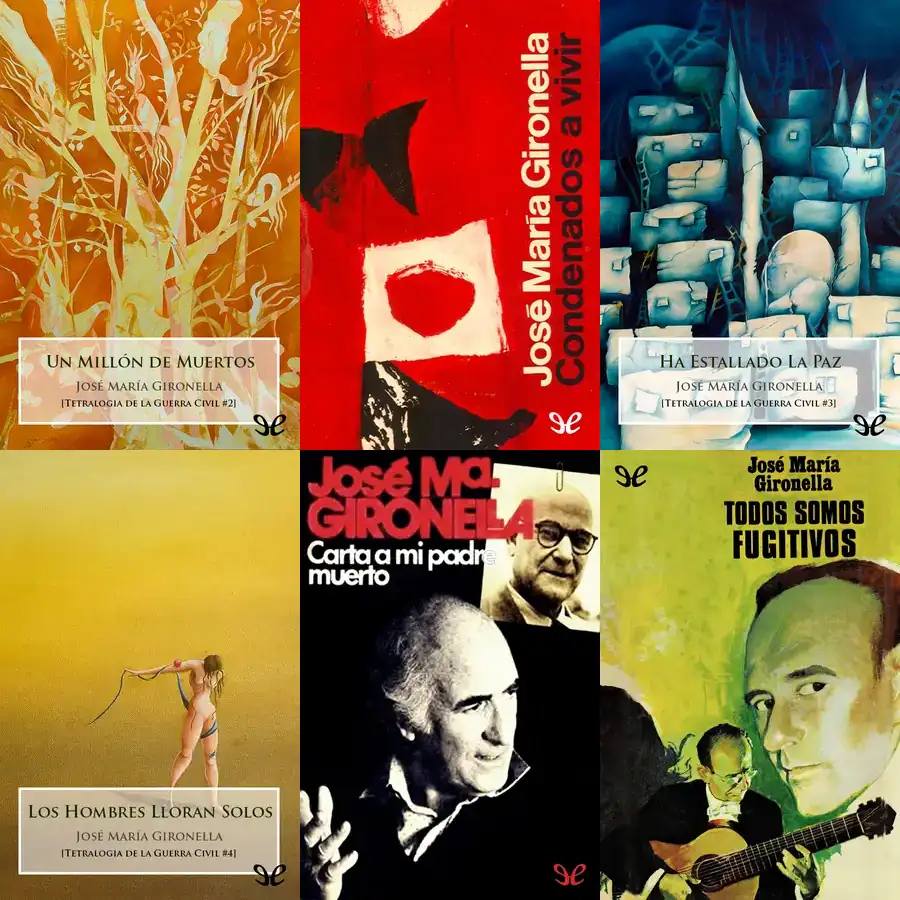 Un Millón de Muertos
José María Gironella
[Tetralogia de la Guerra Civil #2]
José María Gironella
Condenados a vivir
Ha Estallado La Paz
José María Gironella
[Tetralogia de la Guerra Civil #3]
Los Hombres Lloran Solos
José María Gironella
[Tetralogia de la Guerra Civil #4]
José Mª.
GIRONELLA
Carta a mi padre
muerto
José María
Gironella
TODOS SOMOS
FUGITIVOS